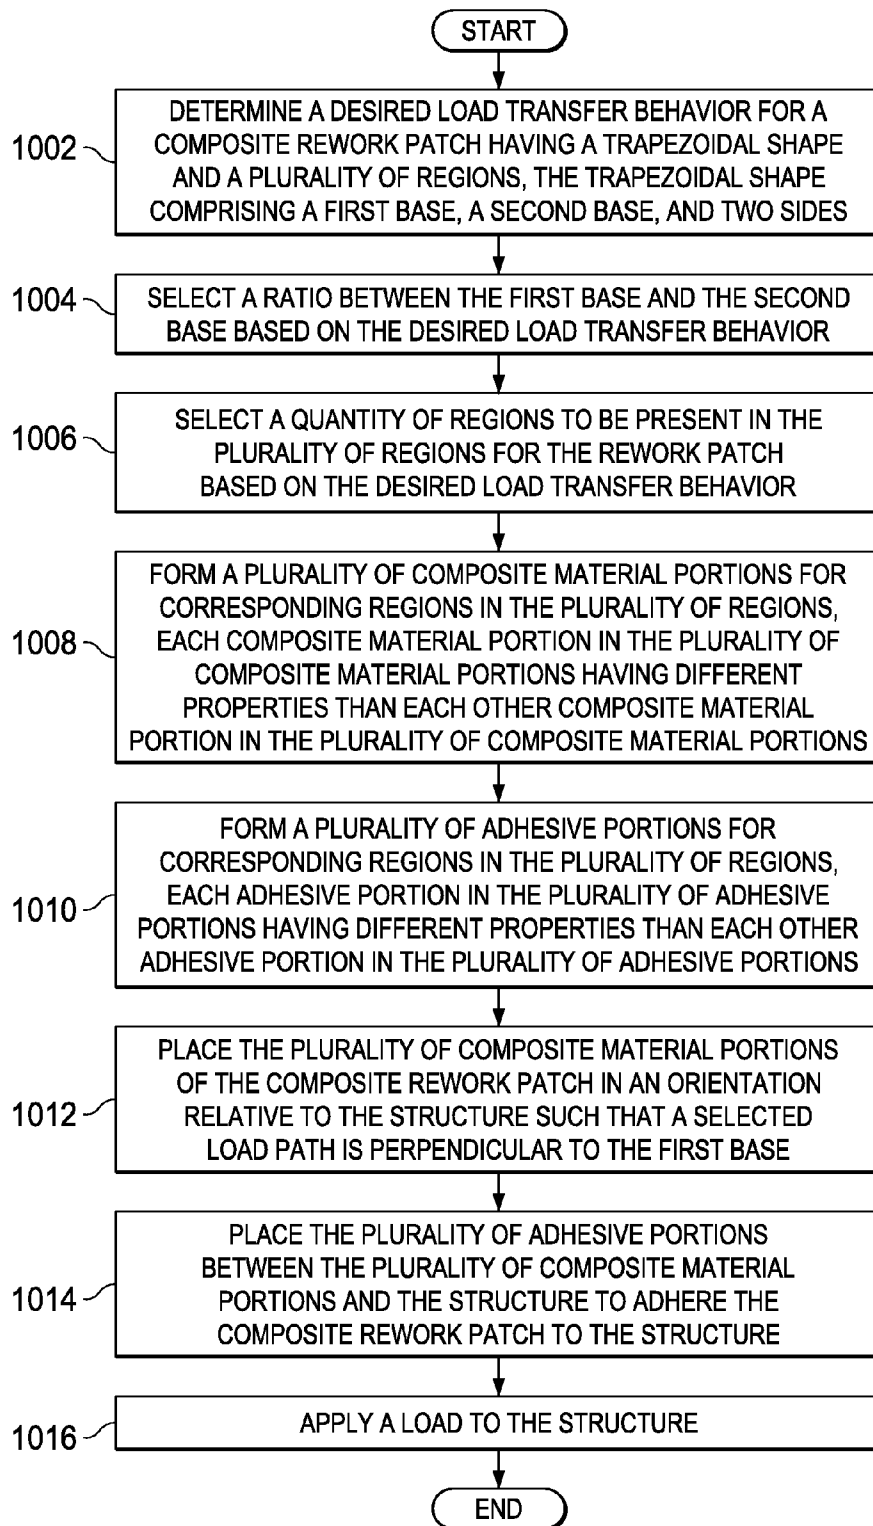 START
1002
DETERMINE A DESIRED LOAD TRANSFER BEHAVIOR FOR A
COMPOSITE REWORK PATCH HAVING A TRAPEZOIDAL SHAPE
AND A PLURALITY OF REGIONS, THE TRAPEZOIDAL SHAPE
COMPRISING A FIRST BASE, A SECOND BASE, AND TWO SIDES
1004
SELECT A RATIO BETWEEN THE FIRST BASE AND THE SECOND
BASE BASED ON THE DESIRED LOAD TRANSFER BEHAVIOR
1006
SELECT A QUANTITY OF REGIONS TO BE PRESENT IN THE
PLURALITY OF REGIONS FOR THE REWORK PATCH
BASED ON THE DESIRED LOAD TRANSFER BEHAVIOR
1008
FORM A PLURALITY OF COMPOSITE MATERIAL PORTIONS FOR
CORRESPONDING REGIONS IN THE PLURALITY OF REGIONS,
EACH COMPOSITE MATERIAL PORTION IN THE PLURALITY OF
COMPOSITE MATERIAL PORTIONS HAVING DIFFERENT
PROPERTIES THAN EACH OTHER COMPOSITE MATERIAL
PORTION IN THE PLURALITY OF COMPOSITE MATERIAL PORTIONS
1010
FORM A PLURALITY OF ADHESIVE PORTIONS FOR
CORRESPONDING REGIONS IN THE PLURALITY OF REGIONS,
EACH ADHESIVE PORTION IN THE PLURALITY OF ADHESIVE
PORTIONS HAVING DIFFERENT PROPERTIES THAN EACH OTHER
ADHESIVE PORTION IN THE PLURALITY OF ADHESIVE PORTIONS
1012
PLACE THE PLURALITY OF COMPOSITE MATERIAL PORTIONS
OF THE COMPOSITE REWORK PATCH IN AN ORIENTATION
RELATIVE TO THE STRUCTURE SUCH THAT A SELECTED
LOAD PATH IS PERPENDICULAR TO THE FIRST BASE
1014
PLACE THE PLURALITY OF ADHESIVE PORTIONS
BETWEEN THE PLURALITY OF COMPOSITE MATERIAL
PORTIONS AND THE STRUCTURE TO ADHERE THE
COMPOSITE REWORK PATCH TO THE STRUCTURE
1016
APPLY A LOAD TO THE STRUCTURE
END